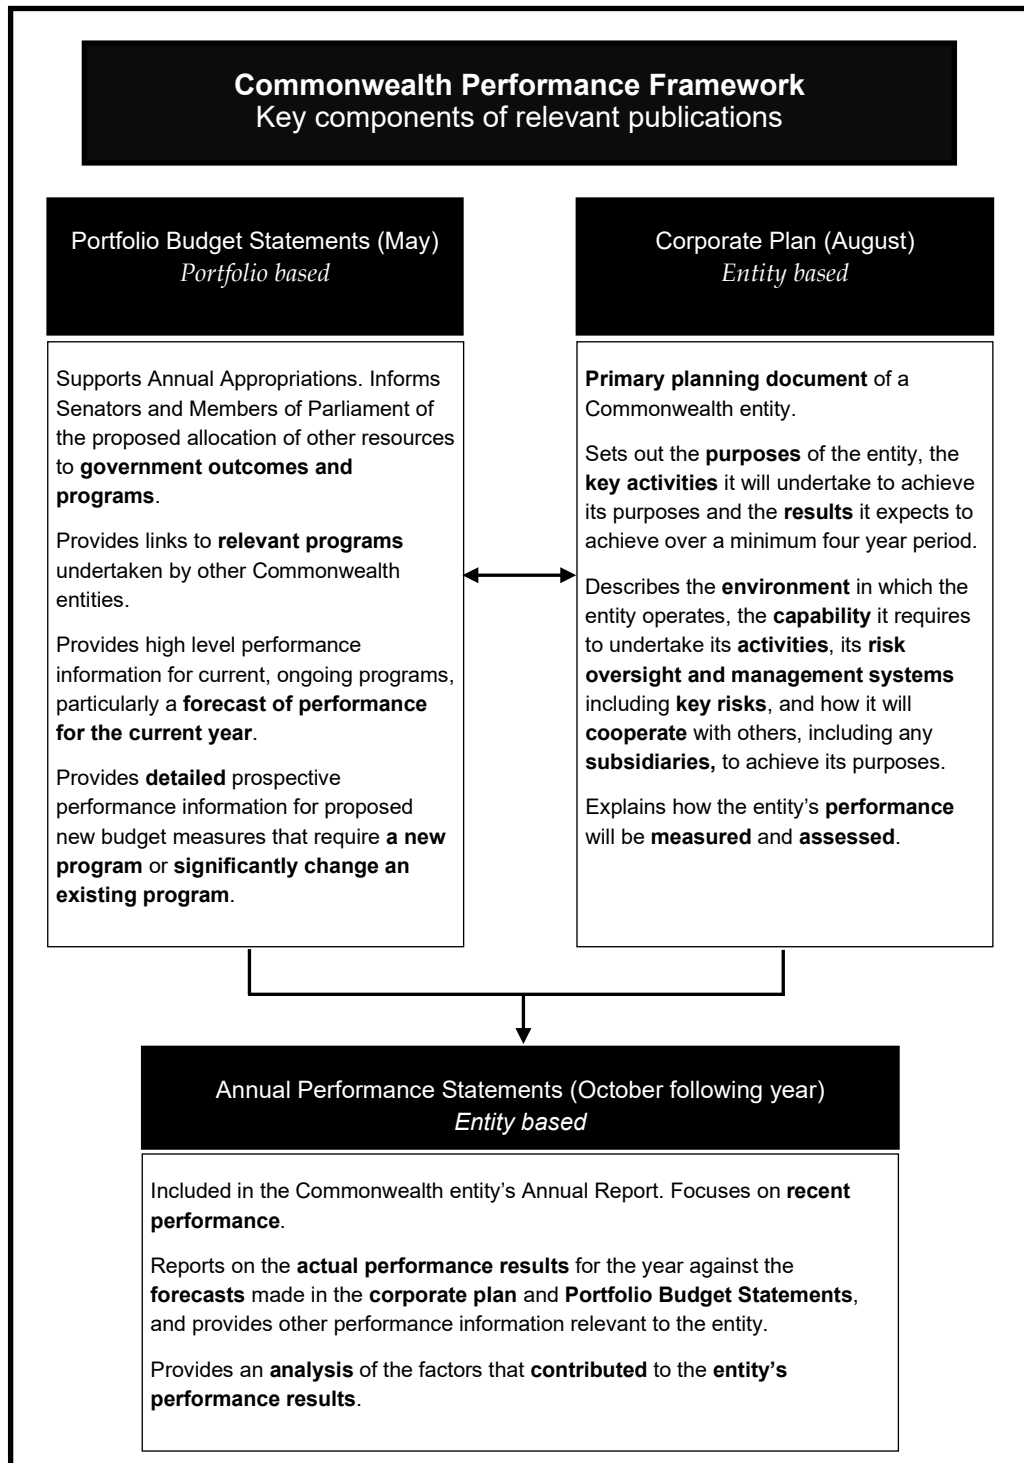 Commonwealth Performance Framework
Key components of relevant publications
Portfolio Budget Statements (May)
Portfolio based
Supports Annual Appropriations. Informs
Senators and Members of Parliament of
the proposed allocation of other resources
to government outcomes and
programs.
Provides links to relevant programs
undertaken by other Commonwealth
entities.
Provides high level performance
information for current, ongoing programs,
particularly a forecast of performance
for the current year.
Provides detailed prospective
performance information for proposed
new budget measures that require a new
program or significantly change an
existing program.
Corporate Plan (August)
Entity based
Primary planning document of a
Commonwealth entity.
Sets out the purposes of the entity, the
key activities it will undertake to achieve
its purposes and the results it expects to
achieve over a minimum four year period.
Describes the environment in which the
entity operates, the capability it requires
to undertake its activities, its risk
oversight and management systems
including key risks, and how it will
cooperate with others, including any
subsidiaries, to achieve its purposes.
Explains how the entity’s performance
will be measured and assessed.
Annual Performance Statements (October following year)
Entity based
Included in the Commonwealth entity’s Annual Report. Focuses on recent
performance.
Reports on the actual performance results for the year against the
forecasts made in the corporate plan and Portfolio Budget Statements,
and provides other performance information relevant to the entity.
Provides an analysis of the factors that contributed to the entity’s
performance results.